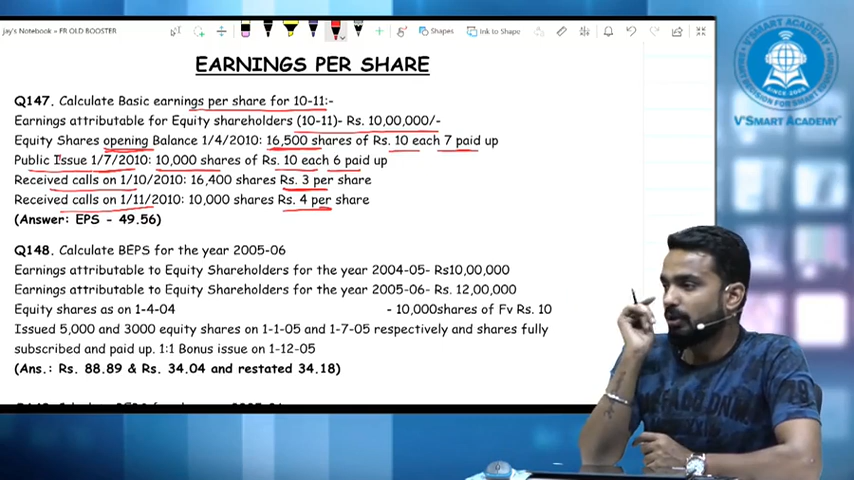 jay's Notebook » FR OLD BOOSTER
Shapes
Ink to Shape
V'SMART ACADEMY
V'SMART ACADEMY
EARNINGS PER SHARE
Q147. Calculate Basic earnings per share for 10-11:-
Earnings attributable for Equity shareholders (10-11)- Rs. 10,00,000/-
Equity Shares opening Balance 1/4/2010: 16,500 shares of Rs. 10 each 7 paid up
Public Issue 1/7/2010: 10,000 shares of Rs. 10 each 6 paid up
Received calls on 1/10/2010: 16,400 shares Rs. 3 per share
Received calls on 1/11/2010: 10,000 shares Rs. 4 per share
(Answer: EPS - 49.56)
Q148. Calculate BEPS for the year 2005-06
Earnings attributable to Equity Shareholders for the year 2004-05- Rs10,00,000
Earnings attributable to Equity Shareholders for the year 2005-06- Rs. 12,00,000
Equity shares as on 1-4-04 - 10,000shares of Fv Rs. 10
Issued 5,000 and 3000 equity shares on 1-1-05 and 1-7-05 respectively and shares fully
subscribed and paid up. 1:1 Bonus issue on 1-12-05
(Ans.: Rs. 88.89 & Rs. 34.04 and restated 34.18)